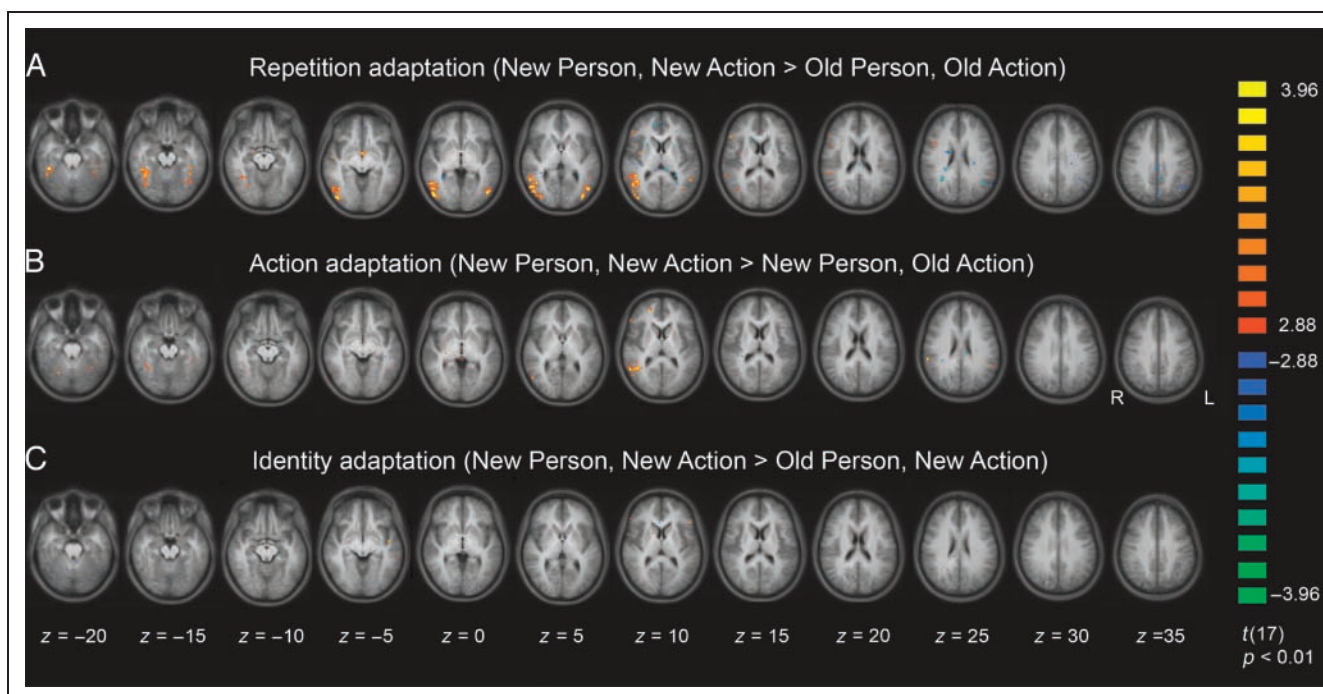 A
Repetition adaptation (New Person, New Action > Old Person, Old Action)
3.96
B
Action adaptation (New Person, New Action > New Person, Old Action)
2.88
–2.88
R L
C
Identity adaptation (New Person, New Action > Old Person, New Action)
z = –20 z = –15 z = –10 z = –5 z = 0 z = 5 z = 10 z = 15 z = 20 z = 25 z = 30 z =35
–3.96
t(17)
p < 0.01